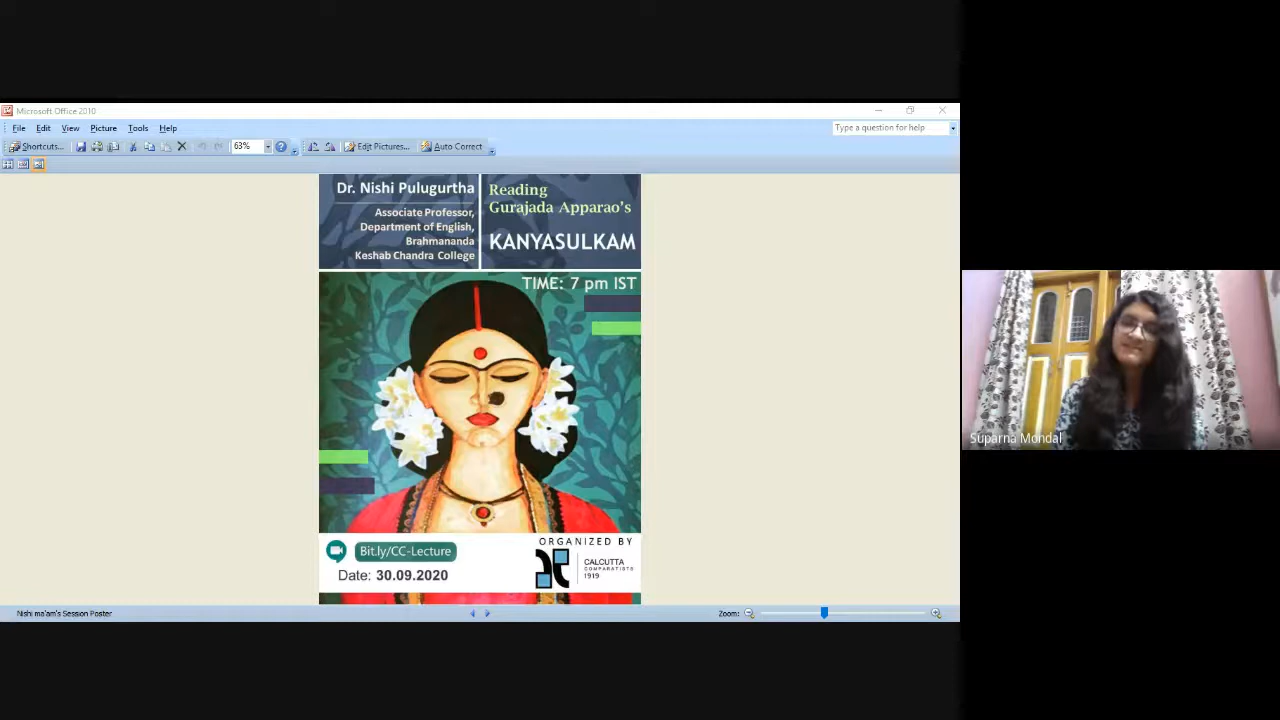 Microsoft Office 2010
File Edit View Picture Tools Help
Type a question for help
Shortcuts...
63%
Edit Pictures...
Auto Correct
Dr. Nishi Pulugurtha
Associate Professor,
Department of English,
Brahmananda
Keshab Chandra College
Reading
Gurajada Apparao's
KANYASULKAM
TIME: 7 pm IST
Bit.ly/CC-Lecture
Date: 30.09.2020
ORGANIZED BY
CALCUTTA
COMPARATISTS
1919
Suparna Mondal
Nishi ma'am's Session Poster
Zoom: